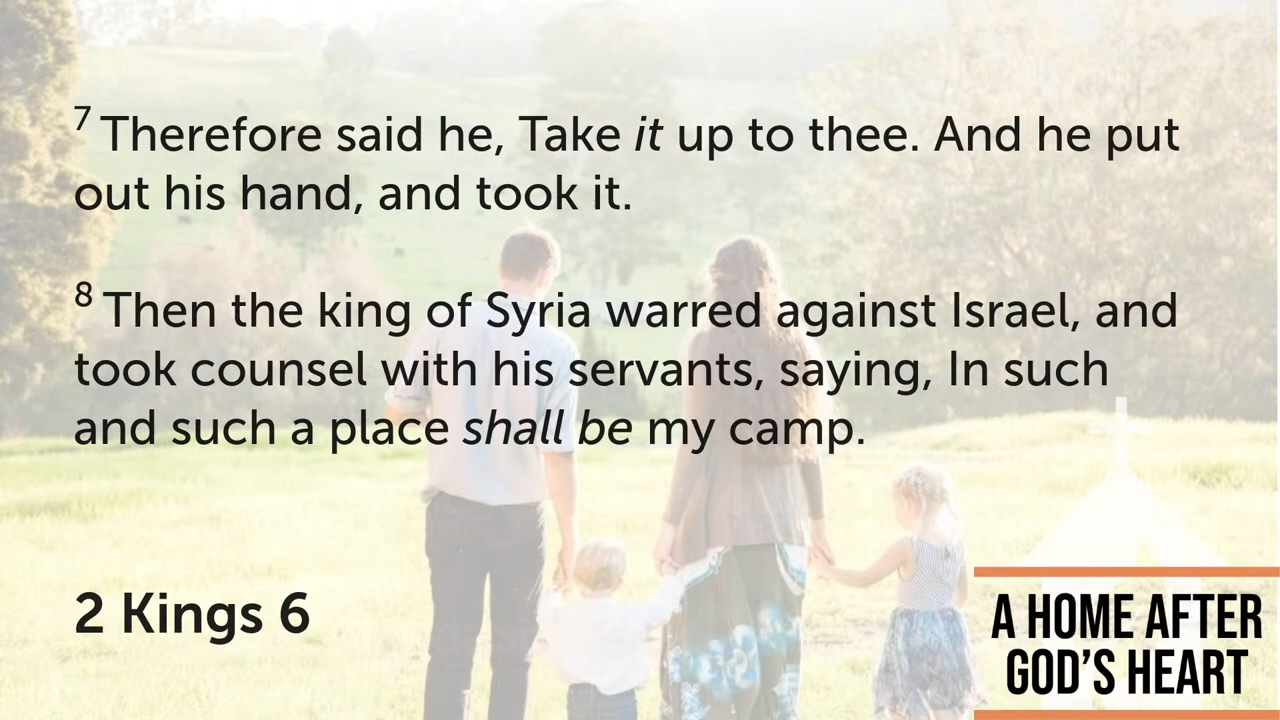 7 Therefore said he, Take it up to thee. And he put
out his hand, and took it.
8 Then the king of Syria warred against Israel, and
took counsel with his servants, saying, In such
and such a place shall be my camp.
2 Kings 6
A HOME AFTER
GOD'S HEART